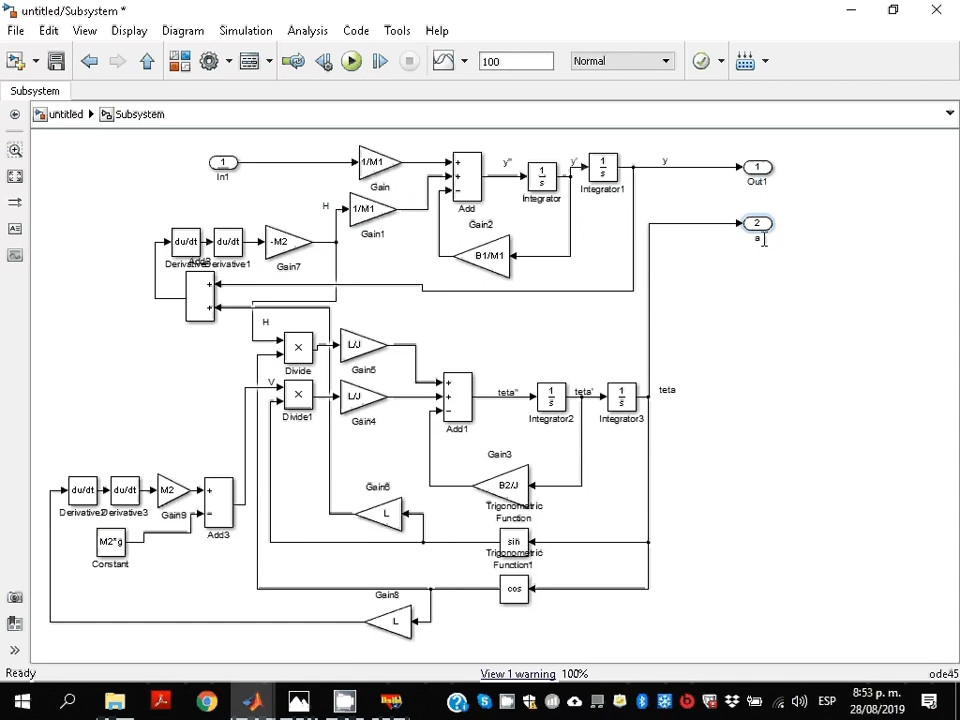 untitled/Subsystem *
File Edit View Display Diagram Simulation Analysis Code Tools Help
100 Normal
Subsystem
untitled Subsystem
1 In1
1/M1 Gain
+ + − Add
y''
1/s Integrator
y'
1/s Integrator1
y
1 Out1
H
1/M1 Gain1
Gain2
B1/M1
2 a
du/dt du/dt
Derivative1
-M2 Gain7
+ +
H
× Divide
L/J Gain5
V
× Divide1
L/J Gain4
+ + − Add1
teta''
1/s Integrator2
teta'
1/s Integrator3
teta
Gain3
B2/J
Gain6
L
Trigonometric
Function
sin
Trigonometric
Function1
cos
du/dt du/dt
Derivative3
M2 Gain9
+
Add3
M2*g Constant
Gain8
L
Ready View 1 warning 100% ode45
ESP 8:53 p. m.
28/08/2019